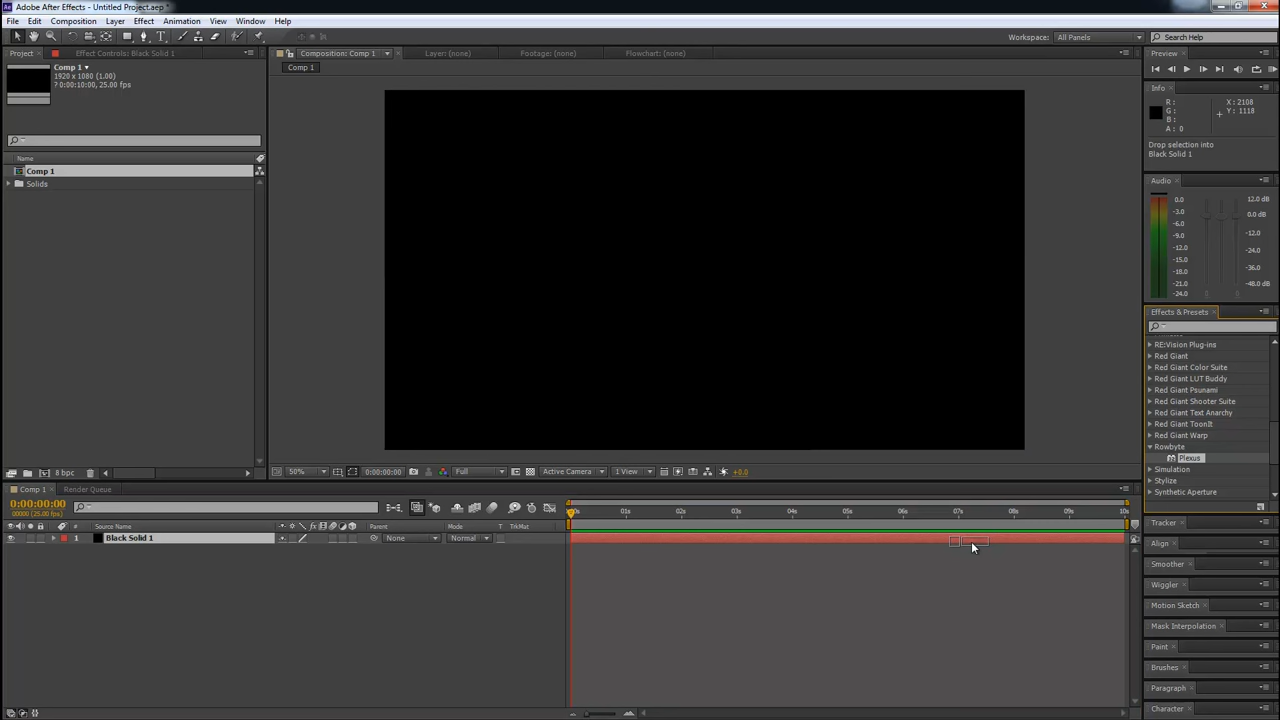 Adobe After Effects - Untitled Project.aep *
File Edit Composition Layer Effect Animation View Window Help
Workspace: All Panels Search Help
Project Effect Controls: Black Solid 1
Composition: Comp 1 Layer: (none) Footage: (none) Flowchart: (none)
Preview
Comp 1
1920 x 1080 (1.00)
? 0:00:10:00, 25.00 fps
Comp 1
Info
R :
G :
B :
A : 0
X : 2108
Y : 1118
Drop selection into
Black Solid 1
Name
Comp 1
Solids
Audio
0.0
-3.0
-6.0
-9.0
-12.0
-15.0
-18.0
-21.0
-24.0
12.0 dB
0.0 dB
-12.0
-24.0
-36.0
-48.0 dB
Effects & Presets
RE:Vision Plug-ins
Red Giant
Red Giant Color Suite
Red Giant LUT Buddy
Red Giant Psunami
Red Giant Shooter Suite
Red Giant Text Anarchy
Red Giant ToonIt
Red Giant Warp
Rowbyte
Plexus
Simulation
Stylize
Synthetic Aperture
8 bpc
50% 0:00:00:00 Full Active Camera 1 View +0.0
Comp 1 Render Queue
0:00:00:00
00000 (25.00 fps)
01s 02s 03s 04s 05s 06s 07s 08s 09s 10s
# Source Name Parent Mode T TrkMat
1 Black Solid 1 None Normal
Tracker
Align
Smoother
Wiggler
Motion Sketch
Mask Interpolation
Paint
Brushes
Paragraph
Character